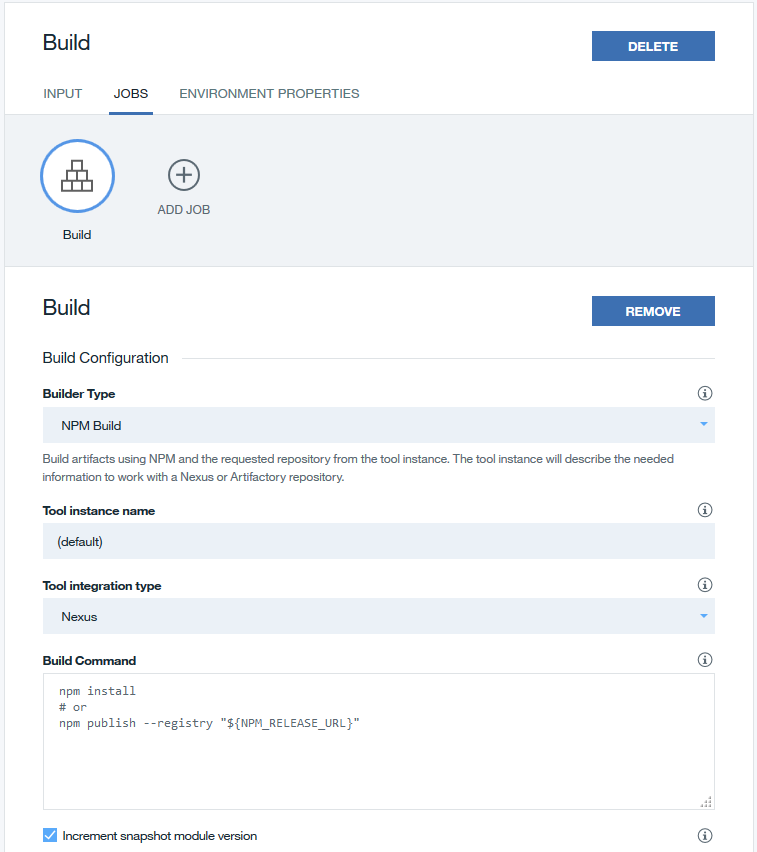 Build
DELETE
INPUT JOBS ENVIRONMENT PROPERTIES
ADD JOB
Build
Build
REMOVE
Build Configuration
Builder Type
NPM Build
Build artifacts using NPM and the requested repository from the tool instance. The tool instance will describe the needed
information to work with a Nexus or Artifactory repository.
Tool instance name
(default)
Tool integration type
Nexus
Build Command
npm install
# or
npm publish --registry "${NPM_RELEASE_URL}"
Increment snapshot module version